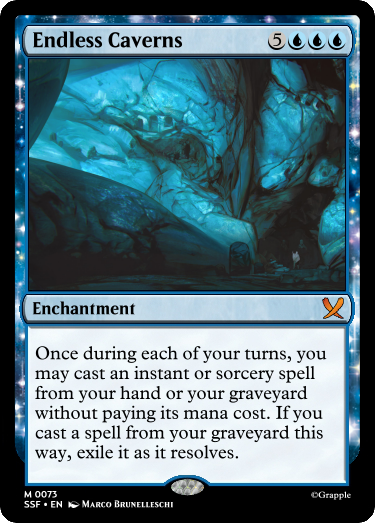 Endless Caverns 5
Enchantment
Once during each of your turns, you
may cast an instant or sorcery spell
from your hand or your graveyard
without paying its mana cost. If you
cast a spell from your graveyard this
way, exile it as it resolves.
M 0073
SSF • EN Marco Brunelleschi
©Grapple